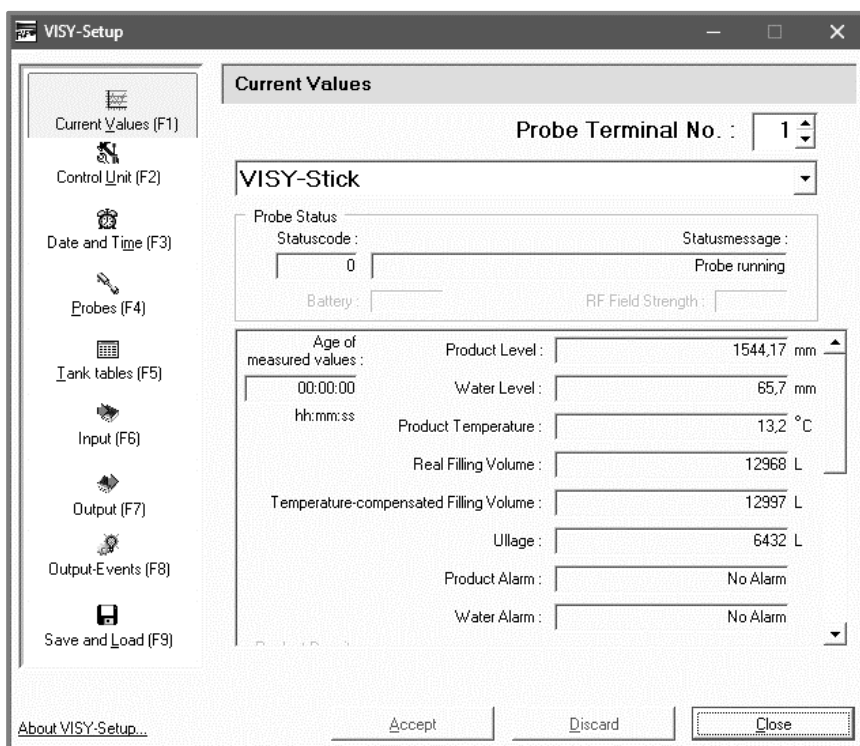 VISY-Setup
Current Values (F1)
Control Unit (F2)
Date and Time (F3)
Probes (F4)
Tank tables (F5)
Input (F6)
Output (F7)
Output-Events (F8)
Save and Load (F9)
About VISY-Setup...
Current Values
Probe Terminal No. : 1
VISY-Stick
Probe Status
Statuscode : Statusmessage :
0 Probe running
Battery : RF Field Strength :
Age of
measured values :
00:00:00
hh:mm:ss
Product Level : 1544,17 mm
Water Level : 65,7 mm
Product Temperature : 13,2 °C
Real Filling Volume : 12968 L
Temperature-compensated Filling Volume : 12997 L
Ullage : 6432 L
Product Alarm : No Alarm
Water Alarm : No Alarm
Accept Discard Close